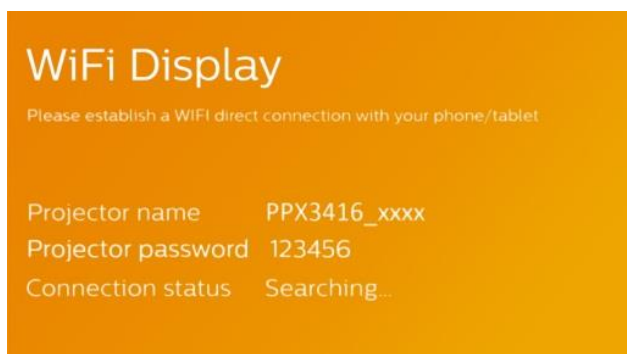 WiFi Display
Please establish a WIFI direct connection with your phone/tablet
Projector name PPX3416_xxxx
Projector password 123456
Connection status Searching...